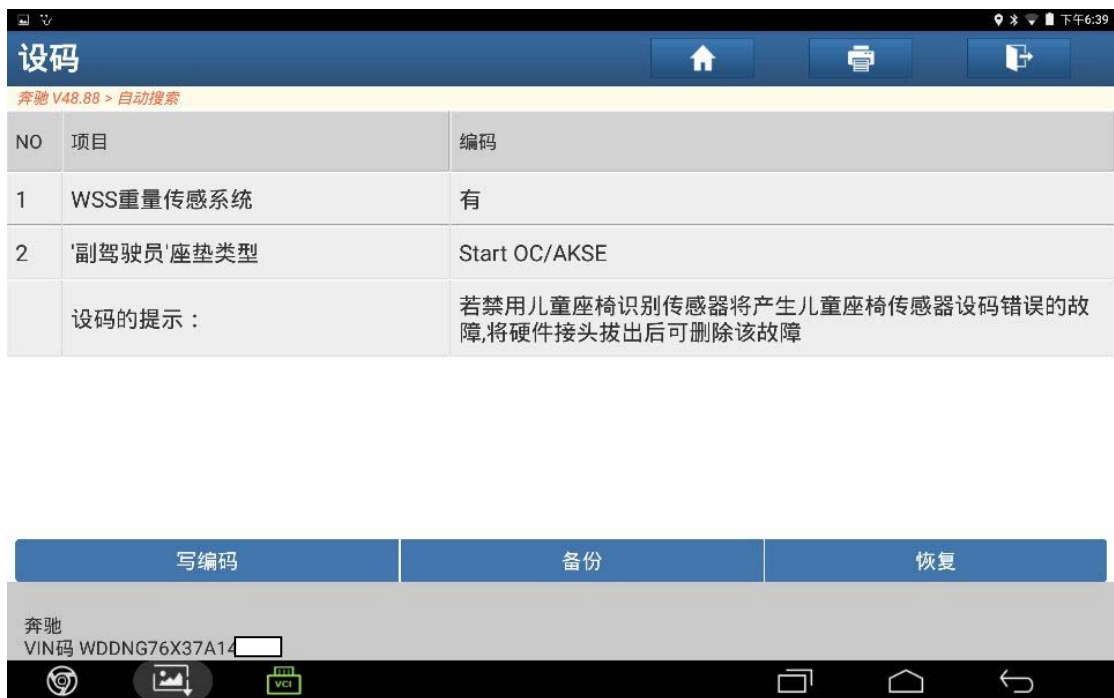 下午6:39
设码
奔驰 V48.88 > 自动搜索
NO 项目 编码
1 WSS重量传感系统 有
2 '副驾驶员'座垫类型 Start OC/AKSE
设码的提示： 若禁用儿童座椅识别传感器将产生儿童座椅传感器设码错误的故
障,将硬件接头拔出后可删除该故障
写编码 备份 恢复
奔驰
VIN码 WDDNG76X37A14
VCI